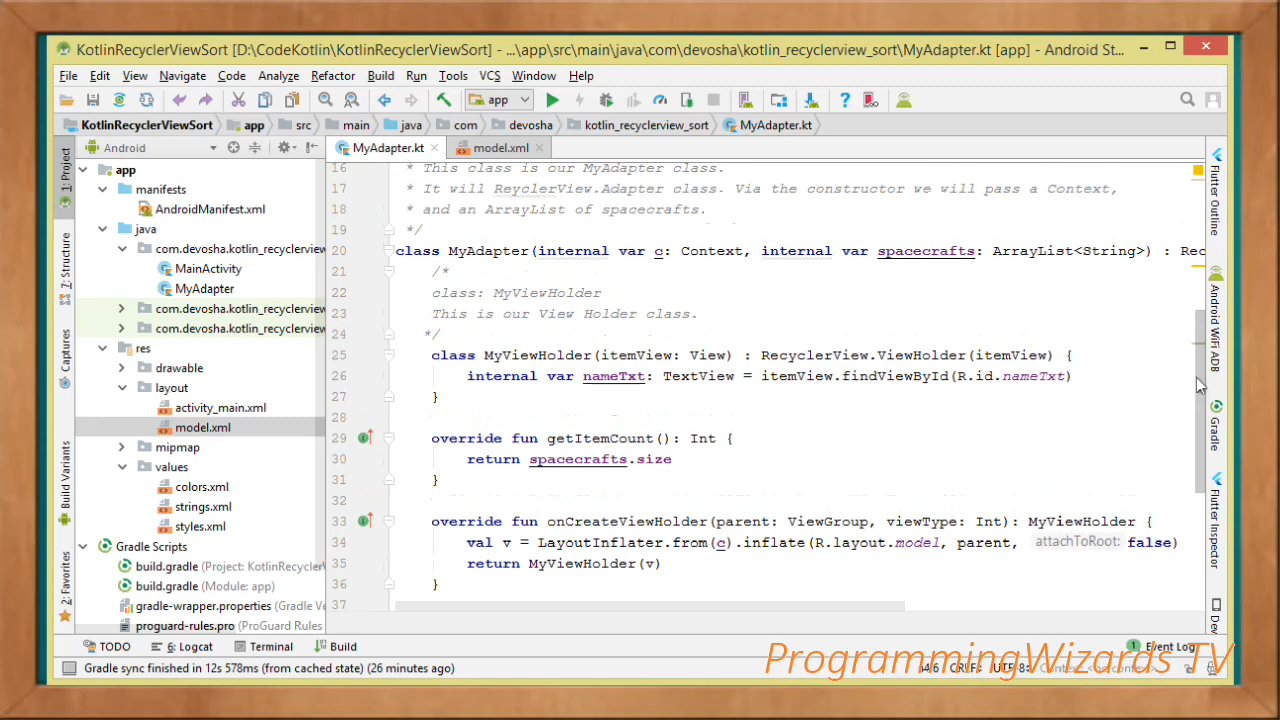 KotlinRecyclerViewSort [D:\CodeKotlin\KotlinRecyclerViewSort] - ...\app\src\main\java\com\devosha\kotlin_recyclerview_sort\MyAdapter.kt [app] - Android St...
File Edit View Navigate Code Analyze Refactor Build Run Tools VCS Window Help
app
KotlinRecyclerViewSort app src main java com devosha kotlin_recyclerview_sort MyAdapter.kt
1: Project
7: Structure
Captures
Build Variants
2: Favorites
Android
app
manifests
AndroidManifest.xml
java
com.devosha.kotlin_recyclerview
MainActivity
MyAdapter
com.devosha.kotlin_recyclerview
com.devosha.kotlin_recyclerview
res
drawable
layout
activity_main.xml
model.xml
mipmap
values
colors.xml
strings.xml
styles.xml
Gradle Scripts
build.gradle (Project: KotlinRecycler
build.gradle (Module: app)
gradle-wrapper.properties (Gradle Ve
proguard-rules.pro (ProGuard Rules
MyAdapter.kt model.xml
16 * This class is our MyAdapter class.
17 * It will ReyclerView.Adapter class. Via the constructor we will pass a Context,
18 * and an ArrayList of spacecrafts.
19 */
20 class MyAdapter(internal var c: Context, internal var spacecrafts: ArrayList<String>) : Rec
21 /*
22 class: MyViewHolder
23 This is our View Holder class.
24 */
25 class MyViewHolder(itemView: View) : RecyclerView.ViewHolder(itemView) {
26 internal var nameTxt: TextView = itemView.findViewById(R.id.nameTxt)
27 }
28
29 override fun getItemCount(): Int {
30 return spacecrafts.size
31 }
32
33 override fun onCreateViewHolder(parent: ViewGroup, viewType: Int): MyViewHolder {
34 val v = LayoutInflater.from(c).inflate(R.layout.model, parent, attachToRoot: false)
35 return MyViewHolder(v)
36 }
37
Flutter Outline
Android WiFi ADB
Gradle
Flutter Inspector
Dev
TODO 6: Logcat Terminal Build
1 Event Log
Gradle sync finished in 12s 578ms (from cached state) (26 minutes ago)
ProgrammingWizards TV